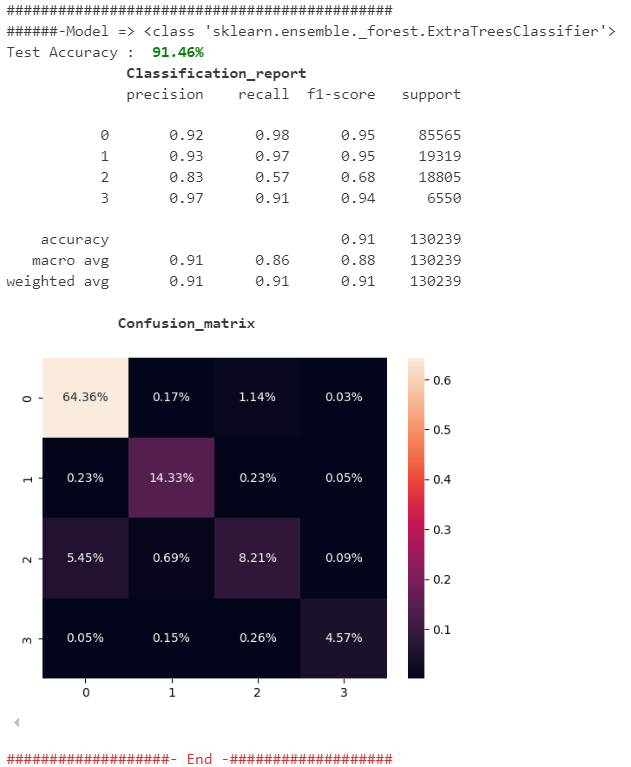 #############################################
######-Model => <class 'sklearn.ensemble._forest.ExtraTreesClassifier'>
Test Accuracy :  91.46%
Classification_report
precision    recall  f1-score   support
0       0.92      0.98      0.95     85565
1       0.93      0.97      0.95     19319
2       0.83      0.57      0.68     18805
3       0.97      0.91      0.94      6550
accuracy                           0.91    130239
macro avg       0.91      0.86      0.88    130239
weighted avg       0.91      0.91      0.91    130239
Confusion_matrix
0 64.36% 0.17% 1.14% 0.03%
1 0.23% 14.33% 0.23% 0.05%
2 5.45% 0.69% 8.21% 0.09%
3 0.05% 0.15% 0.26% 4.57%
0 1 2 3
0.6
0.5
0.4
0.3
0.2
0.1
###################- End -###################